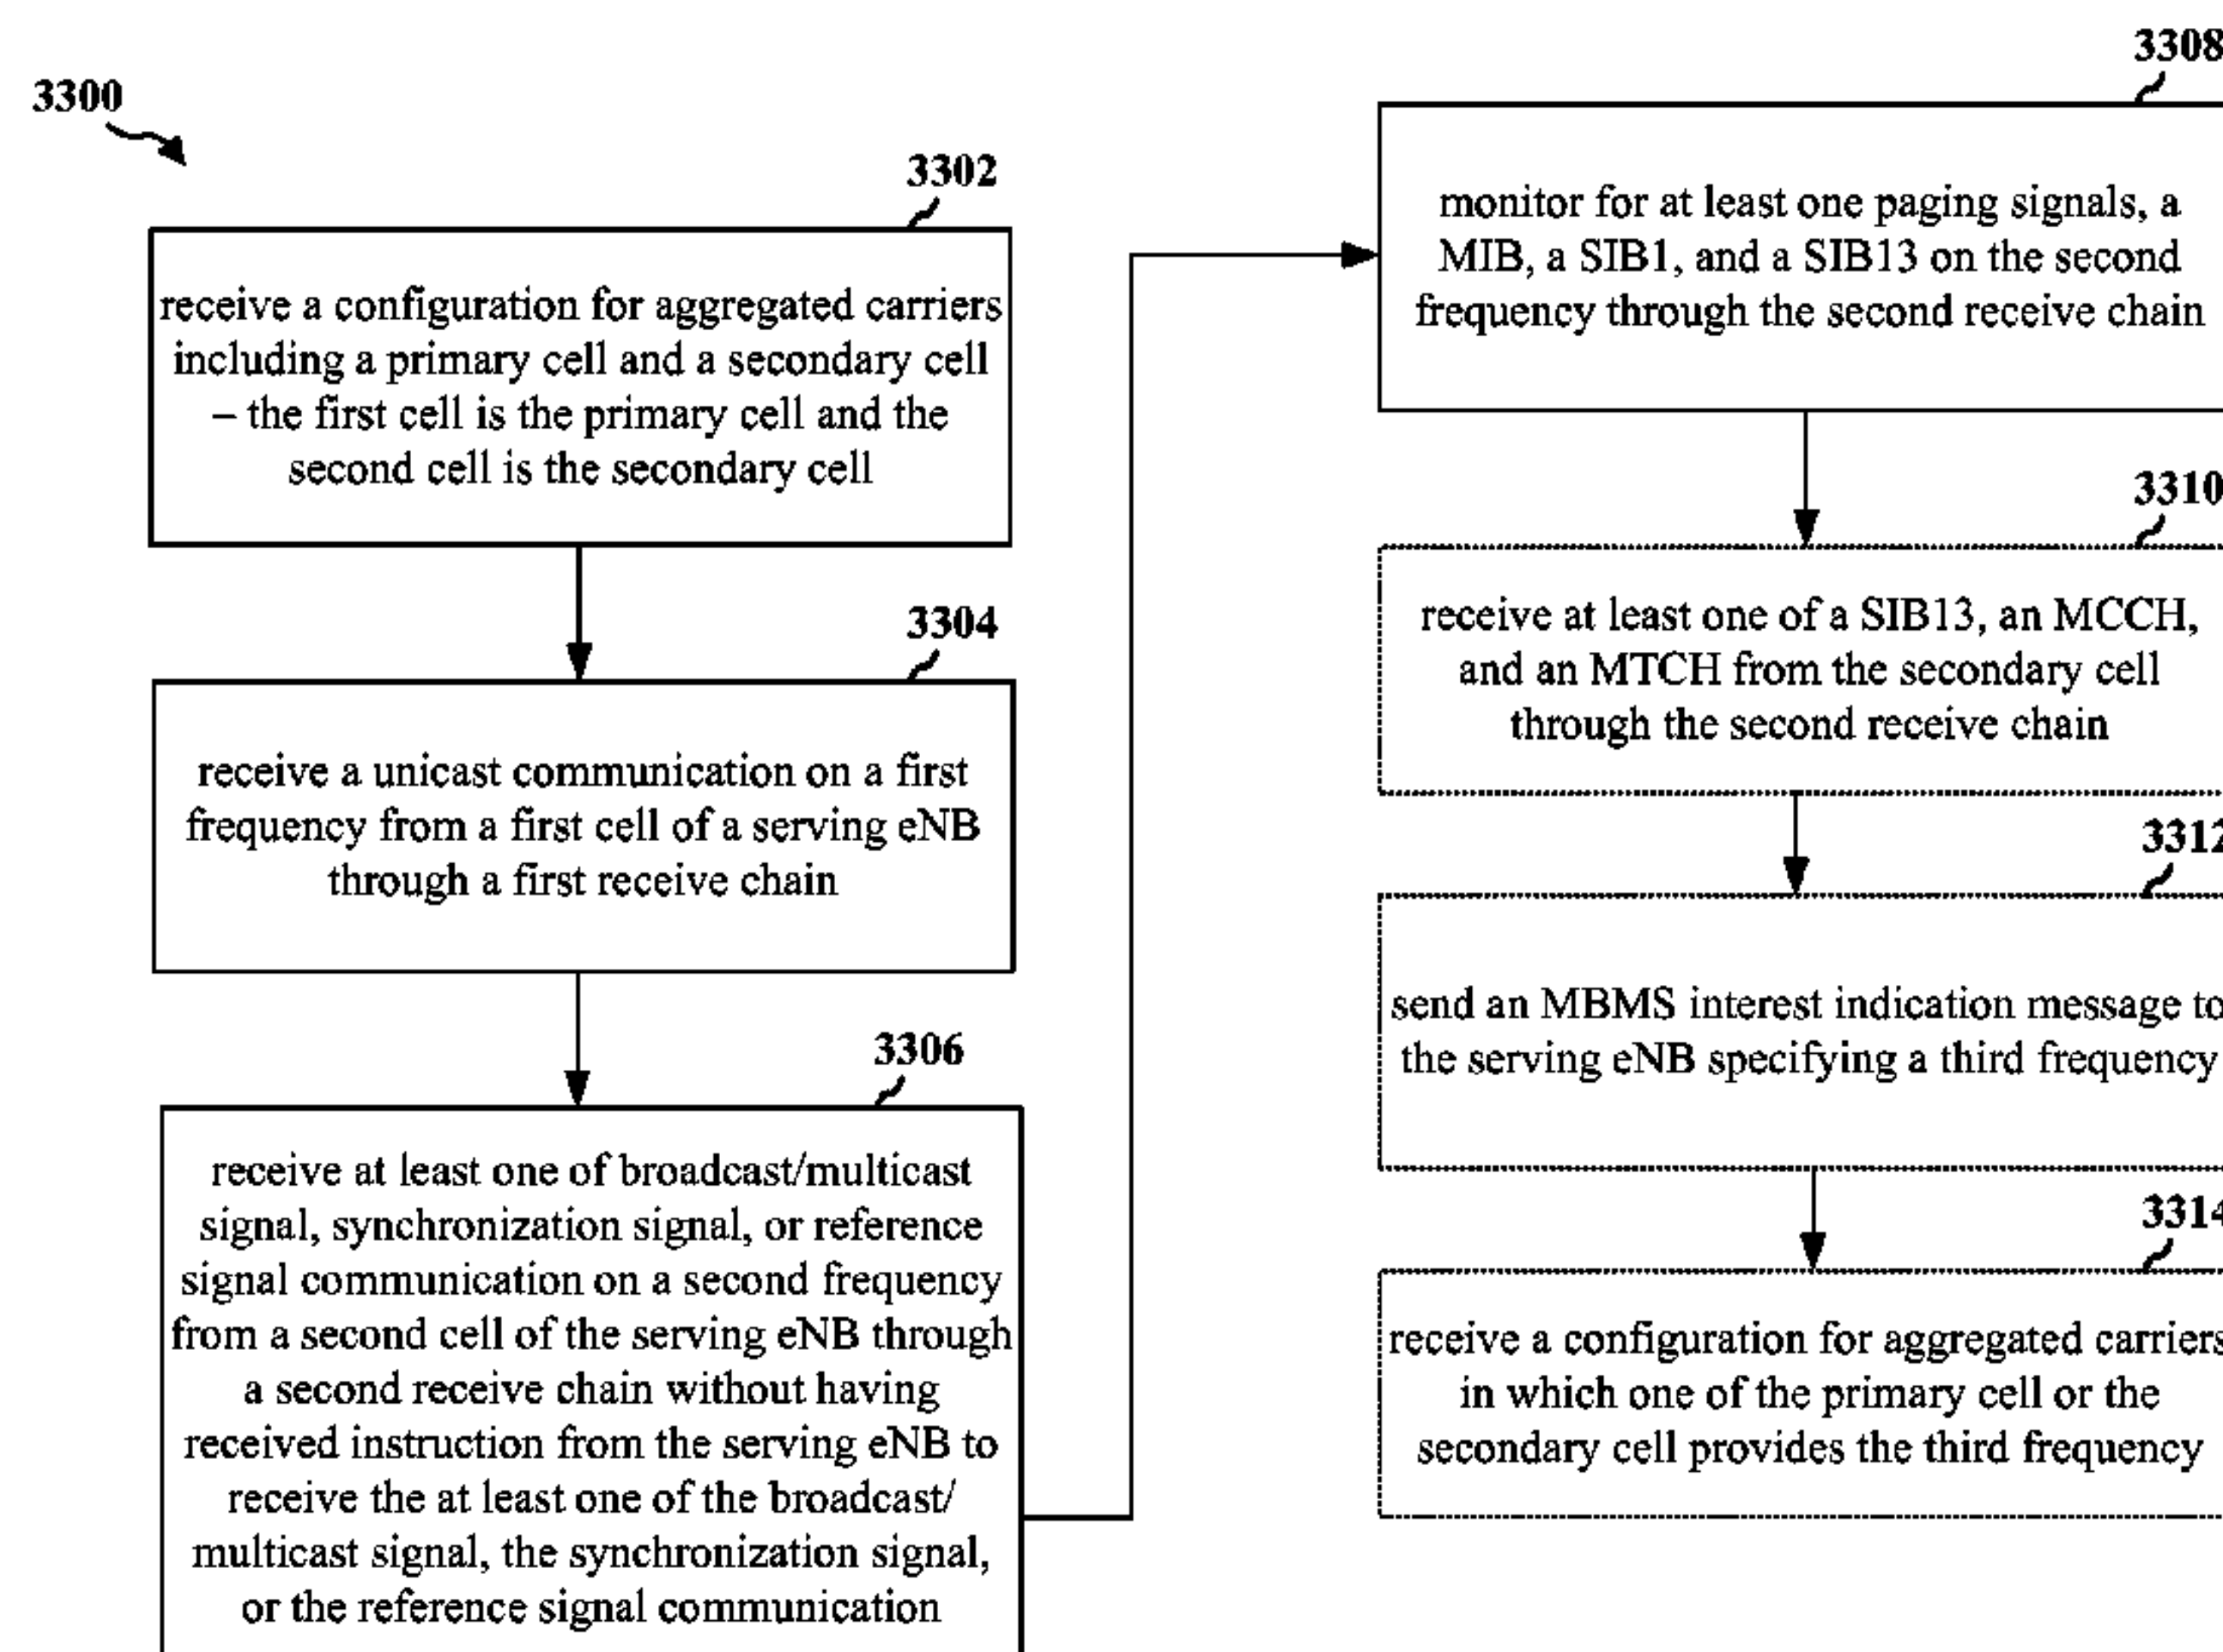 3300
3302
receive a configuration for aggregated carriers
including a primary cell and a secondary cell
– the first cell is the primary cell and the
second cell is the secondary cell
3304
receive a unicast communication on a first
frequency from a first cell of a serving eNB
through a first receive chain
3306
receive at least one of broadcast/multicast
signal, synchronization signal, or reference
signal communication on a second frequency
from a second cell of the serving eNB through
a second receive chain without having
received instruction from the serving eNB to
receive the at least one of the broadcast/
multicast signal, the synchronization signal,
or the reference signal communication
3308
monitor for at least one paging signals, a
MIB, a SIB1, and a SIB13 on the second
frequency through the second receive chain
3310
receive at least one of a SIB13, an MCCH,
and an MTCH from the secondary cell
through the second receive chain
3312
send an MBMS interest indication message to
the serving eNB specifying a third frequency
3314
receive a configuration for aggregated carriers
in which one of the primary cell or the
secondary cell provides the third frequency